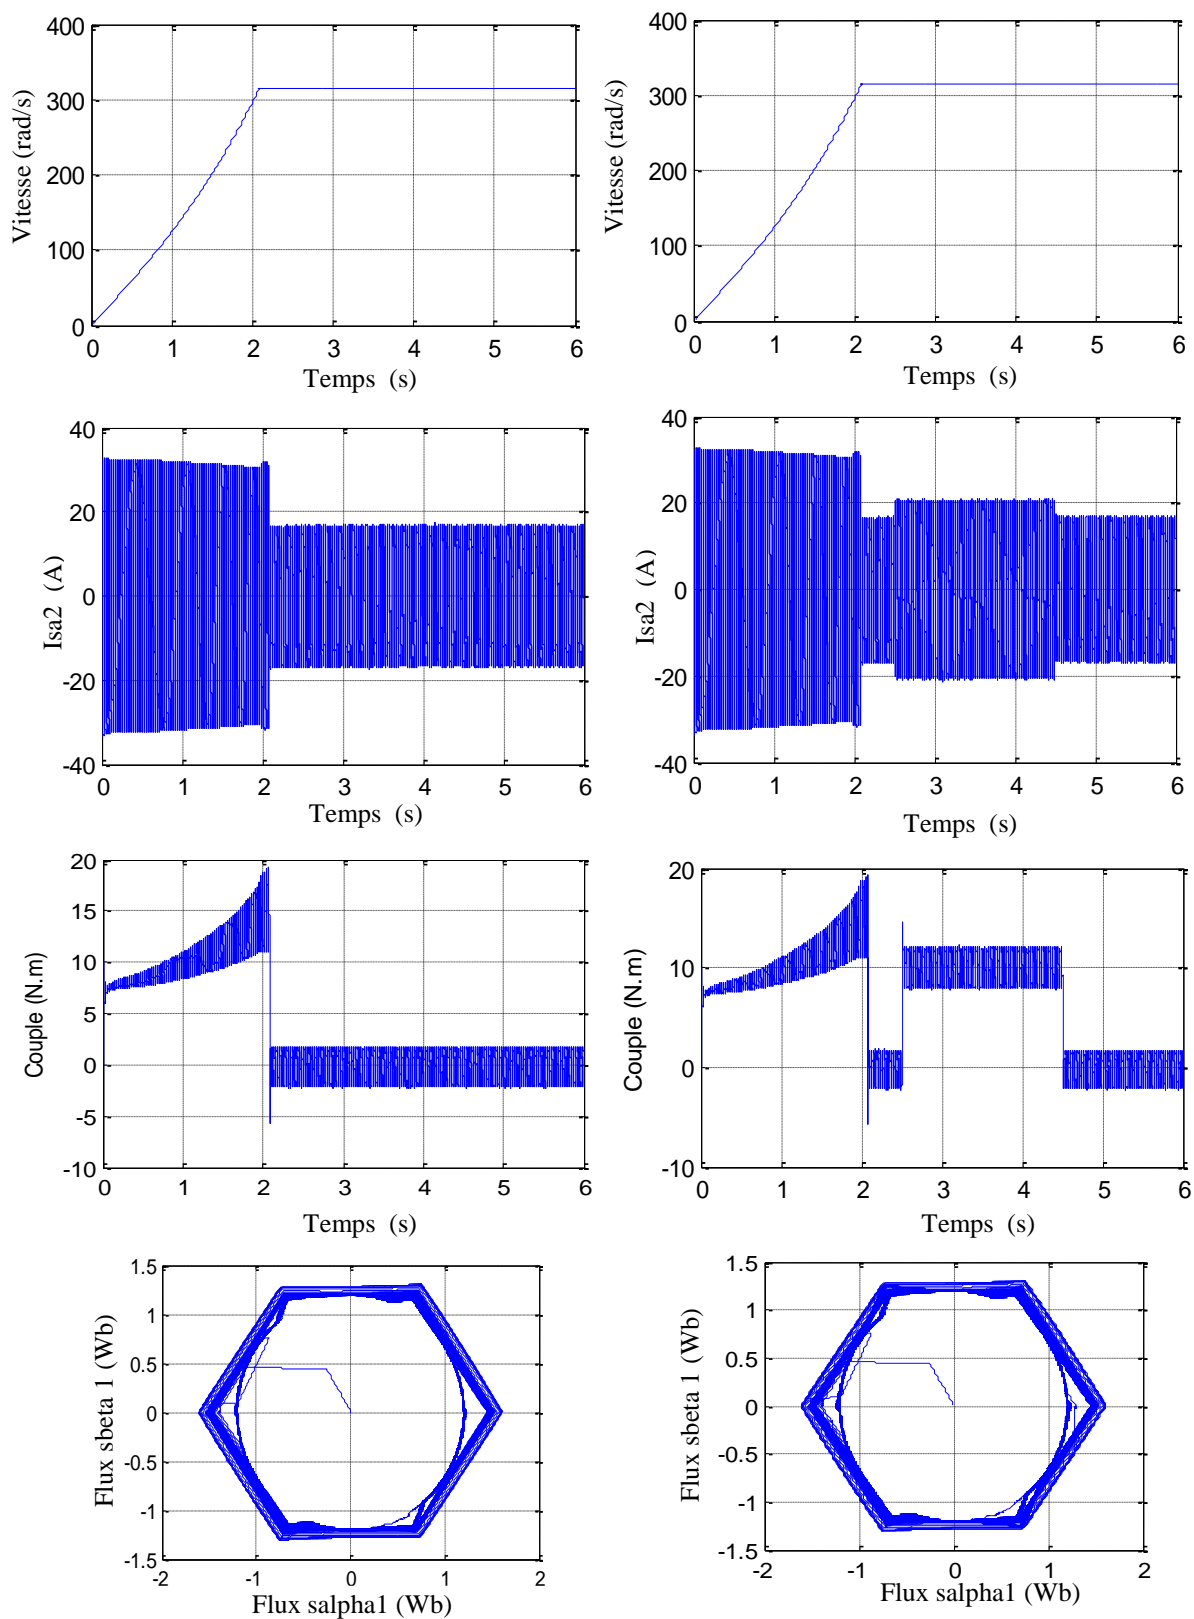 400
300
200
100
0
Vitesse (rad/s)
0 1 2 3 4 5 6
Temps (s)
400
300
200
100
0
Vitesse (rad/s)
0 1 2 3 4 5 6
Temps (s)
40
20
0
-20
-40
Isa2 (A)
0 1 2 3 4 5 6
Temps (s)
40
20
0
-20
-40
Isa2 (A)
0 1 2 3 4 5 6
Temps (s)
20
15
10
5
0
-5
-10
Couple (N.m)
0 1 2 3 4 5 6
Temps (s)
20
10
0
-10
Couple (N.m)
0 1 2 3 4 5 6
Temps (s)
1.5
1
0.5
0
-0.5
-1
-1.5
Flux sbeta 1 (Wb)
-2 -1 0 1 2
Flux salpha1 (Wb)
1.5
1
0.5
0
-0.5
-1
-1.5
Flux sbeta 1 (Wb)
-2 -1 0 1 2
Flux salpha1 (Wb)